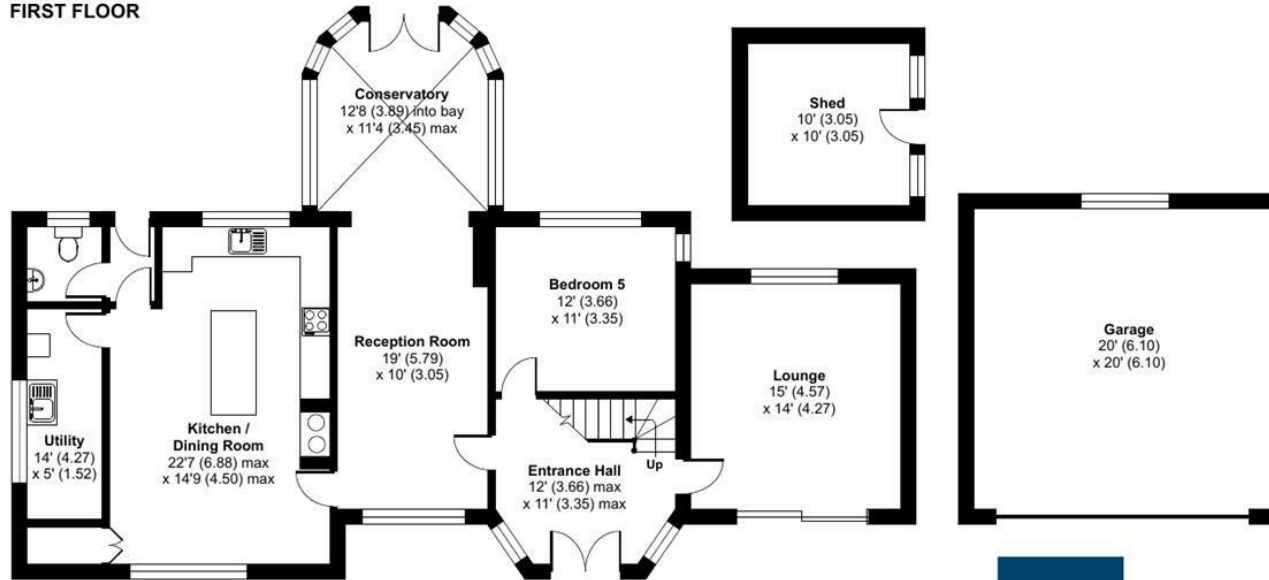 FIRST FLOOR
Conservatory
12'8 (3.89) into bay
x 11'4 (3.45) max
Shed
10' (3.05)
x 10' (3.05)
Bedroom 5
12' (3.66)
x 11' (3.35)
Reception Room
19' (5.79)
x 10' (3.05)
Garage
20' (6.10)
x 20' (6.10)
Lounge
15' (4.57)
x 14' (4.27)
Kitchen /
Dining Room
22'7 (6.88) max
x 14'9 (4.50) max
Utility
14' (4.27)
x 5' (1.52)
Up
Entrance Hall
12' (3.66) max
x 11' (3.35) max